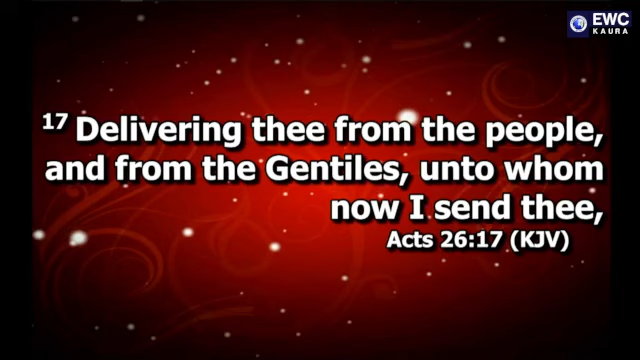 EWC
KAURA
17 Delivering thee from the people,
and from the Gentiles, unto whom
now I send thee,
Acts 26:17 (KJV)